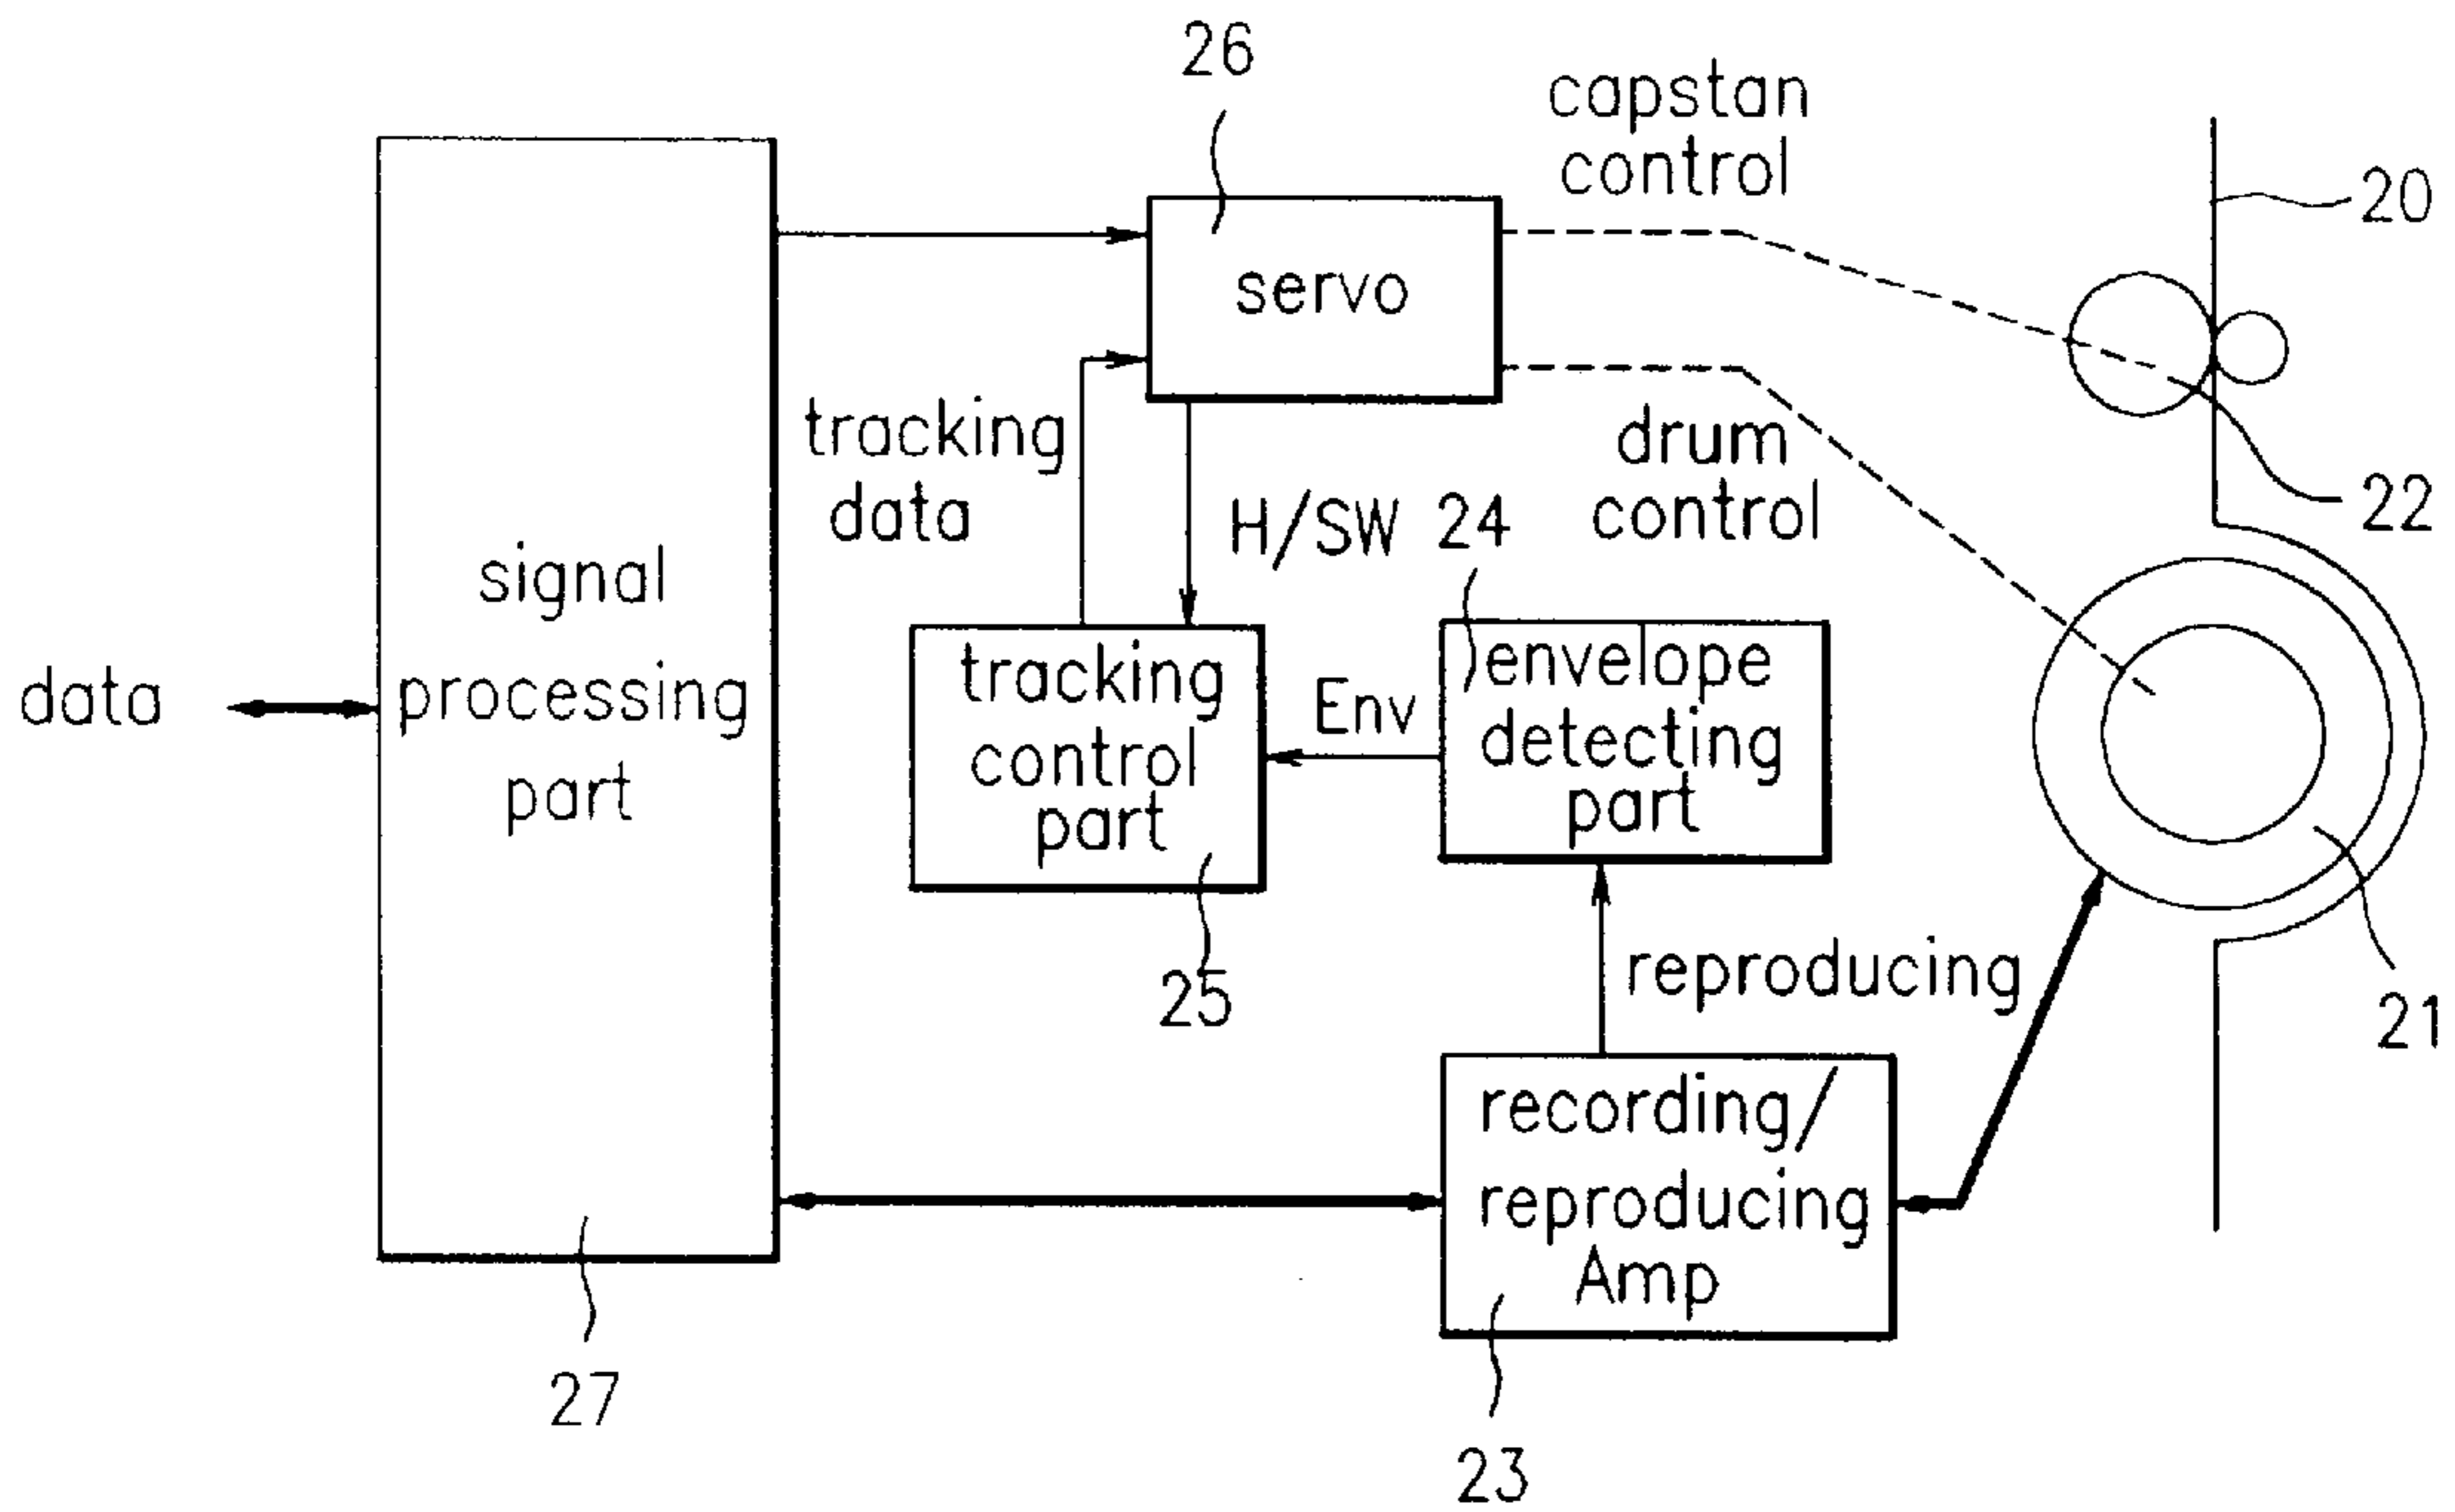 26
capstan
control
20
servo
22
tracking
data
H/SW
24
drum
control
signal
processing
part
data
tracking
control
part
Env
envelope
detecting
part
25
reproducing
21
recording/
reproducing
Amp
27
23